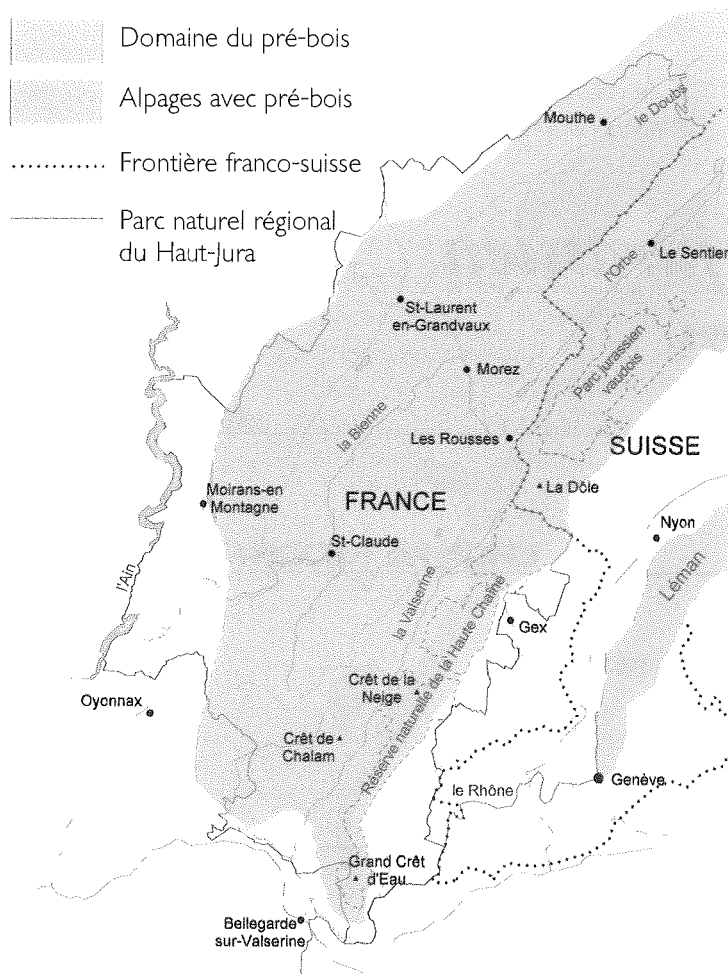 Domaine du pré-bois
Alpages avec pré-bois
Frontière franco-suisse
Parc naturel régional
du Haut-Jura
Mouthe
le Doubs
Le Sentier
l'Orbe
St-Laurent
en-Grandvaux
Morez
Parc jurassien
vaudois
la Bienne
Les Rousses
SUISSE
La Dôle
Moirans-en
Montagne
FRANCE
Nyon
St-Claude
l'Ain
la Valserine
Léman
Gex
Réserve naturelle de la Haute Chaîne
Crêt de la
Neige
Oyonnax
Crêt de
Chalam
le Rhône
Genève
Grand Crêt
d'Eau
Bellegarde
sur-Valserine